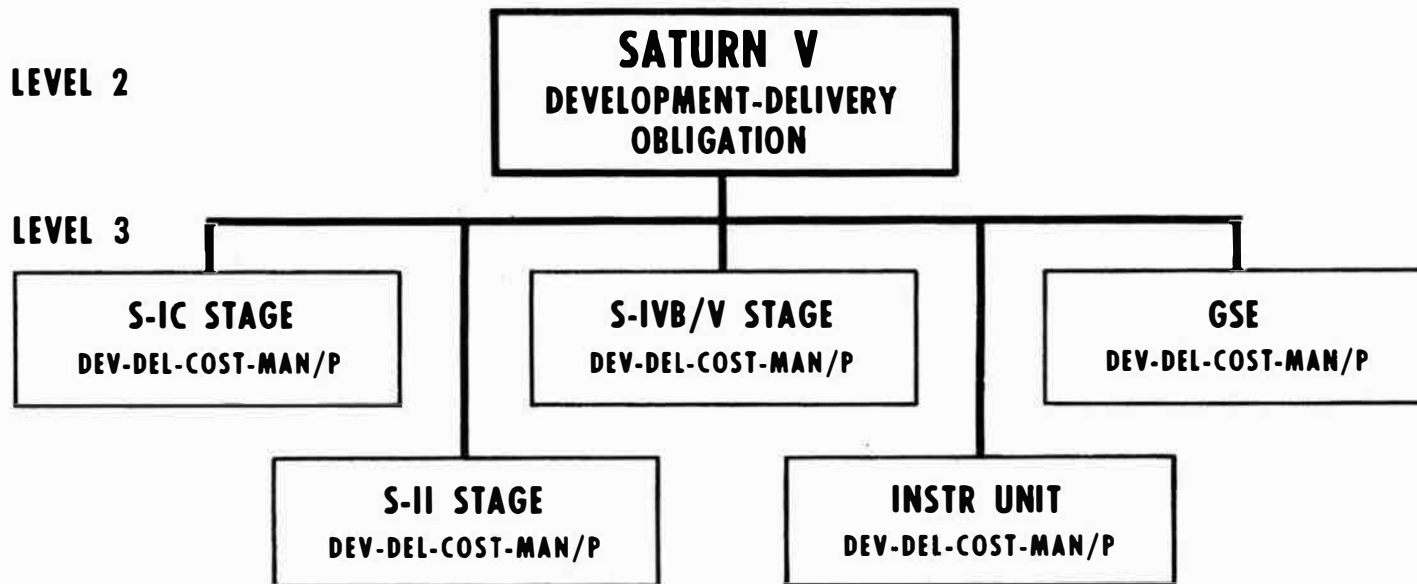 LEVEL 2
SATURN V
DEVELOPMENT-DELIVERY
OBLIGATION
LEVEL 3
S-IC STAGE
DEV-DEL-COST-MAN/P
S-IVB/V STAGE
DEV-DEL-COST-MAN/P
GSE
DEV-DEL-COST-MAN/P
S-II STAGE
DEV-DEL-COST-MAN/P
INSTR UNIT
DEV-DEL-COST-MAN/P